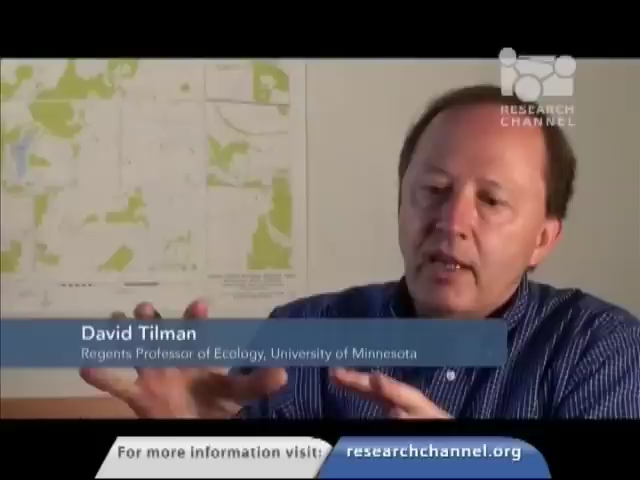 RESEARCH
CHANNEL
David Tilman
Regents Professor of Ecology, University of Minnesota
For more information visit:
researchchannel.org